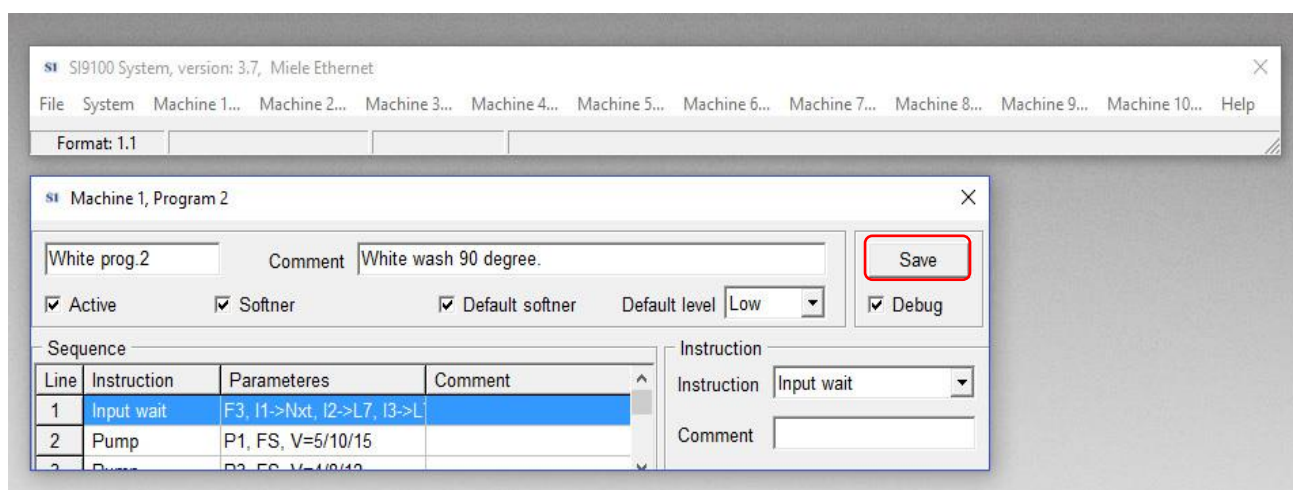 SI SI9100 System, version: 3.7, Miele Ethernet
File System Machine 1... Machine 2... Machine 3... Machine 4... Machine 5... Machine 6... Machine 7... Machine 8... Machine 9... Machine 10... Help
Format: 1.1
SI Machine 1, Program 2
White prog.2 Comment White wash 90 degree. Save
Active Softner Default softner Default level Low Debug
Sequence Instruction
Line Instruction Parameteres Comment Instruction Input wait
1 Input wait F3, I1->Nxt, I2->L7, I3->L
2 Pump P1, FS, V=5/10/15 Comment